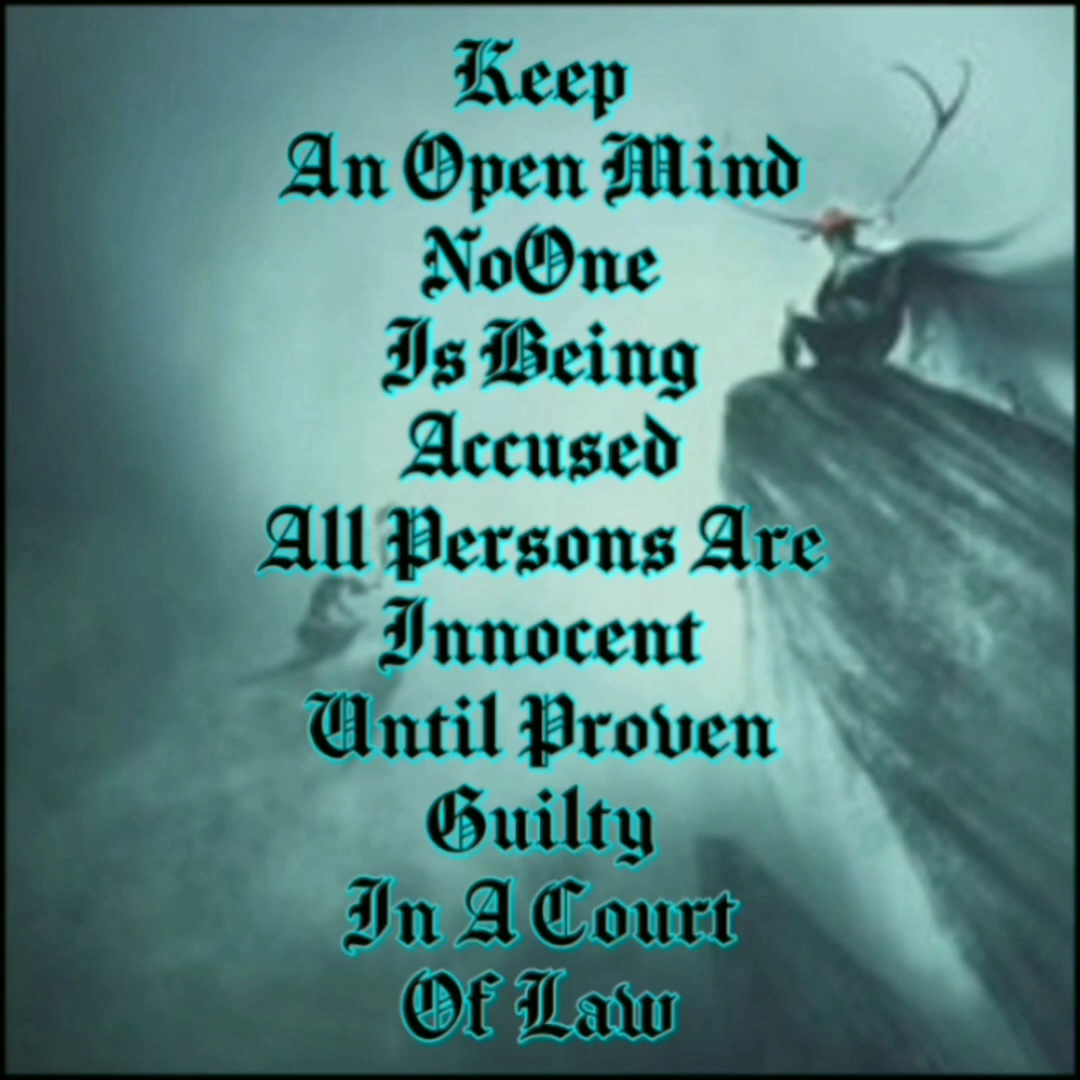 Keep
An Open Mind
NoOne
Is Being
Accused
All Persons Are
Innocent
Until Proven
Guilty
In A Court
Of Law